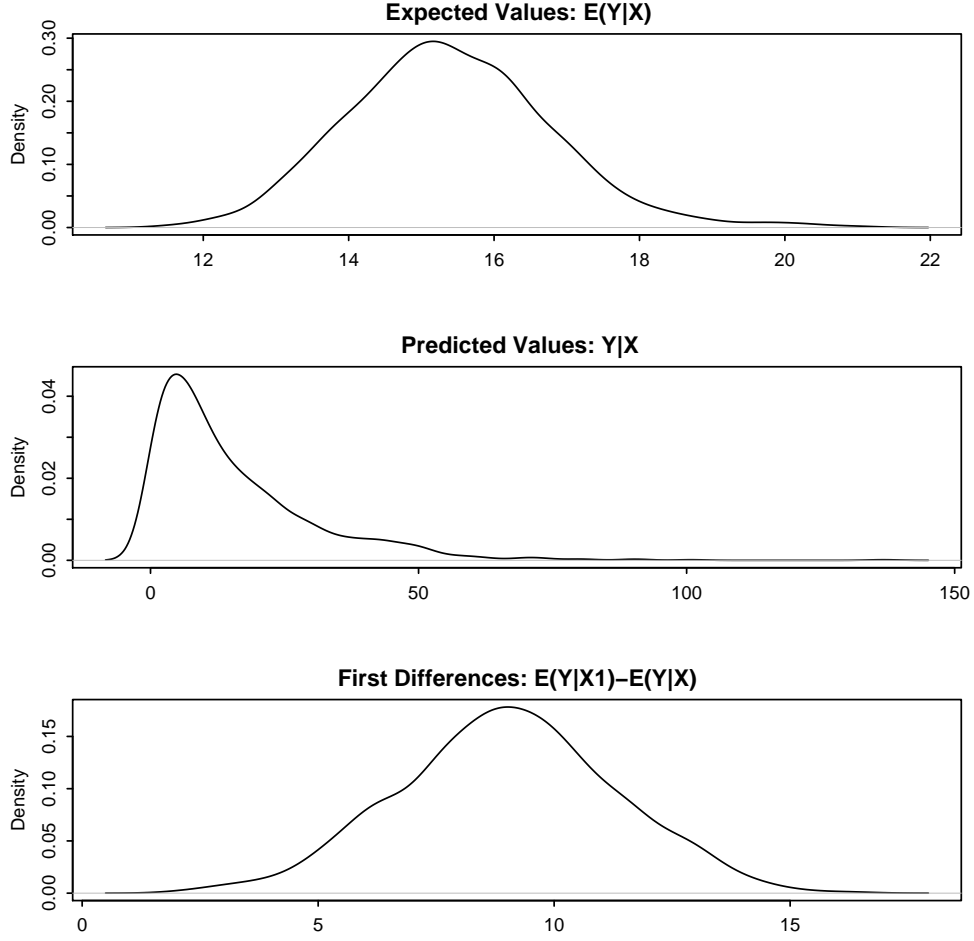 Expected Values: E(Y|X)
Density
0.00 0.10 0.20 0.30
12 14 16 18 20 22
Predicted Values: Y|X
Density
0.00 0.02 0.04
0 50 100 150
First Differences: E(Y|X1)−E(Y|X)
Density
0.00 0.05 0.10 0.15
0 5 10 15